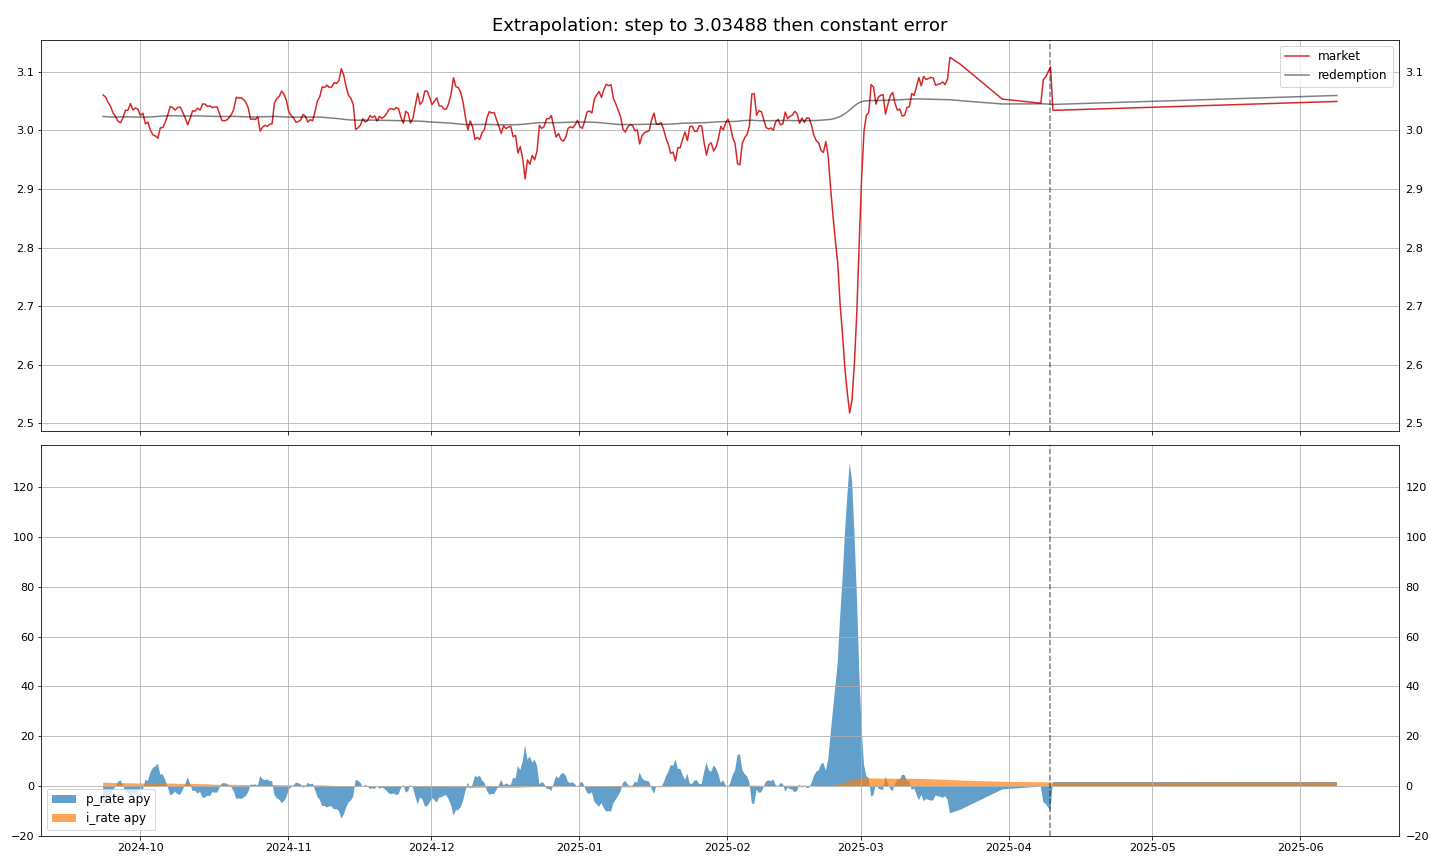 Extrapolation: step to 3.03488 then constant error
market
redemption
3.1 3.1
3.0 3.0
2.9 2.9
2.8 2.8
2.7 2.7
2.6 2.6
2.5 2.5
120 120
100 100
80 80
60 60
40 40
20 20
0 0
p_rate apy
i_rate apy
−20 −20
2024-10 2024-11 2024-12 2025-01 2025-02 2025-03 2025-04 2025-05 2025-06